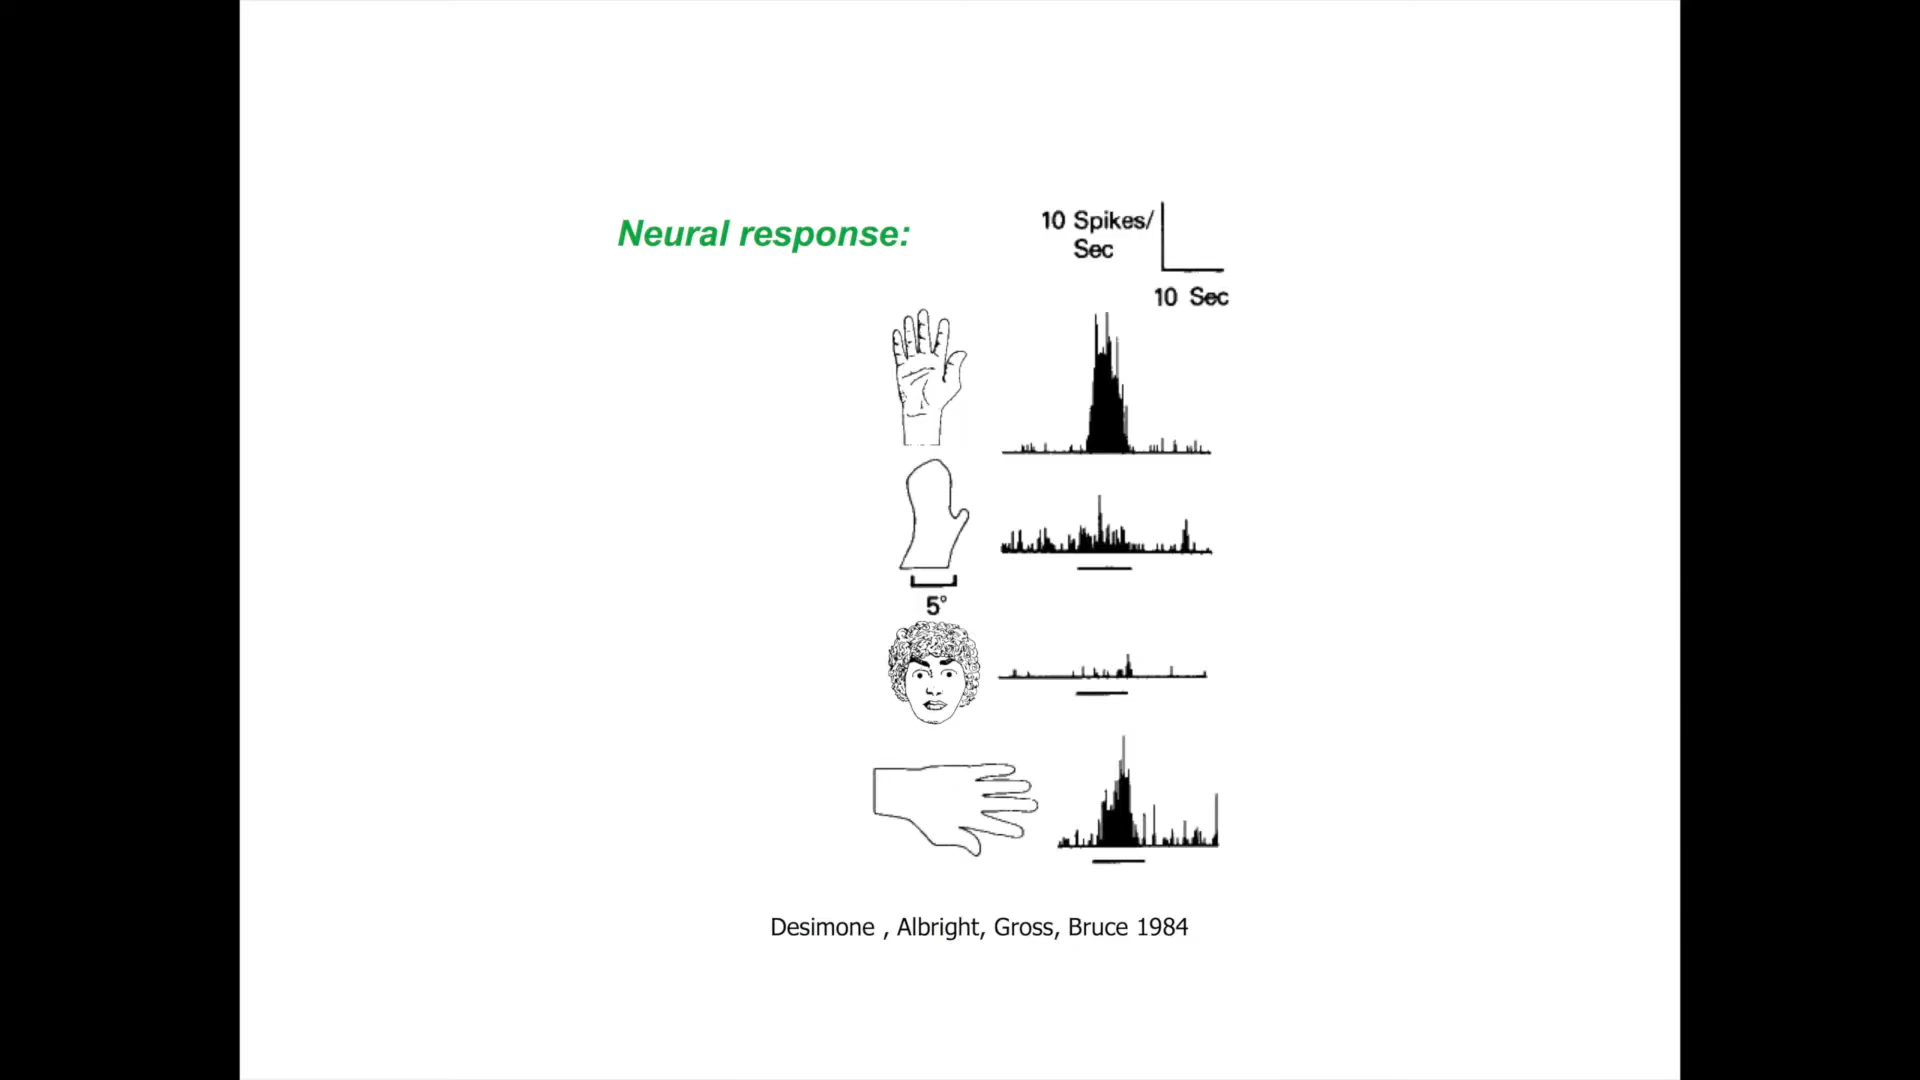 Neural response:
10 Spikes/
Sec
10 Sec
5°
Desimone , Albright, Gross, Bruce 1984